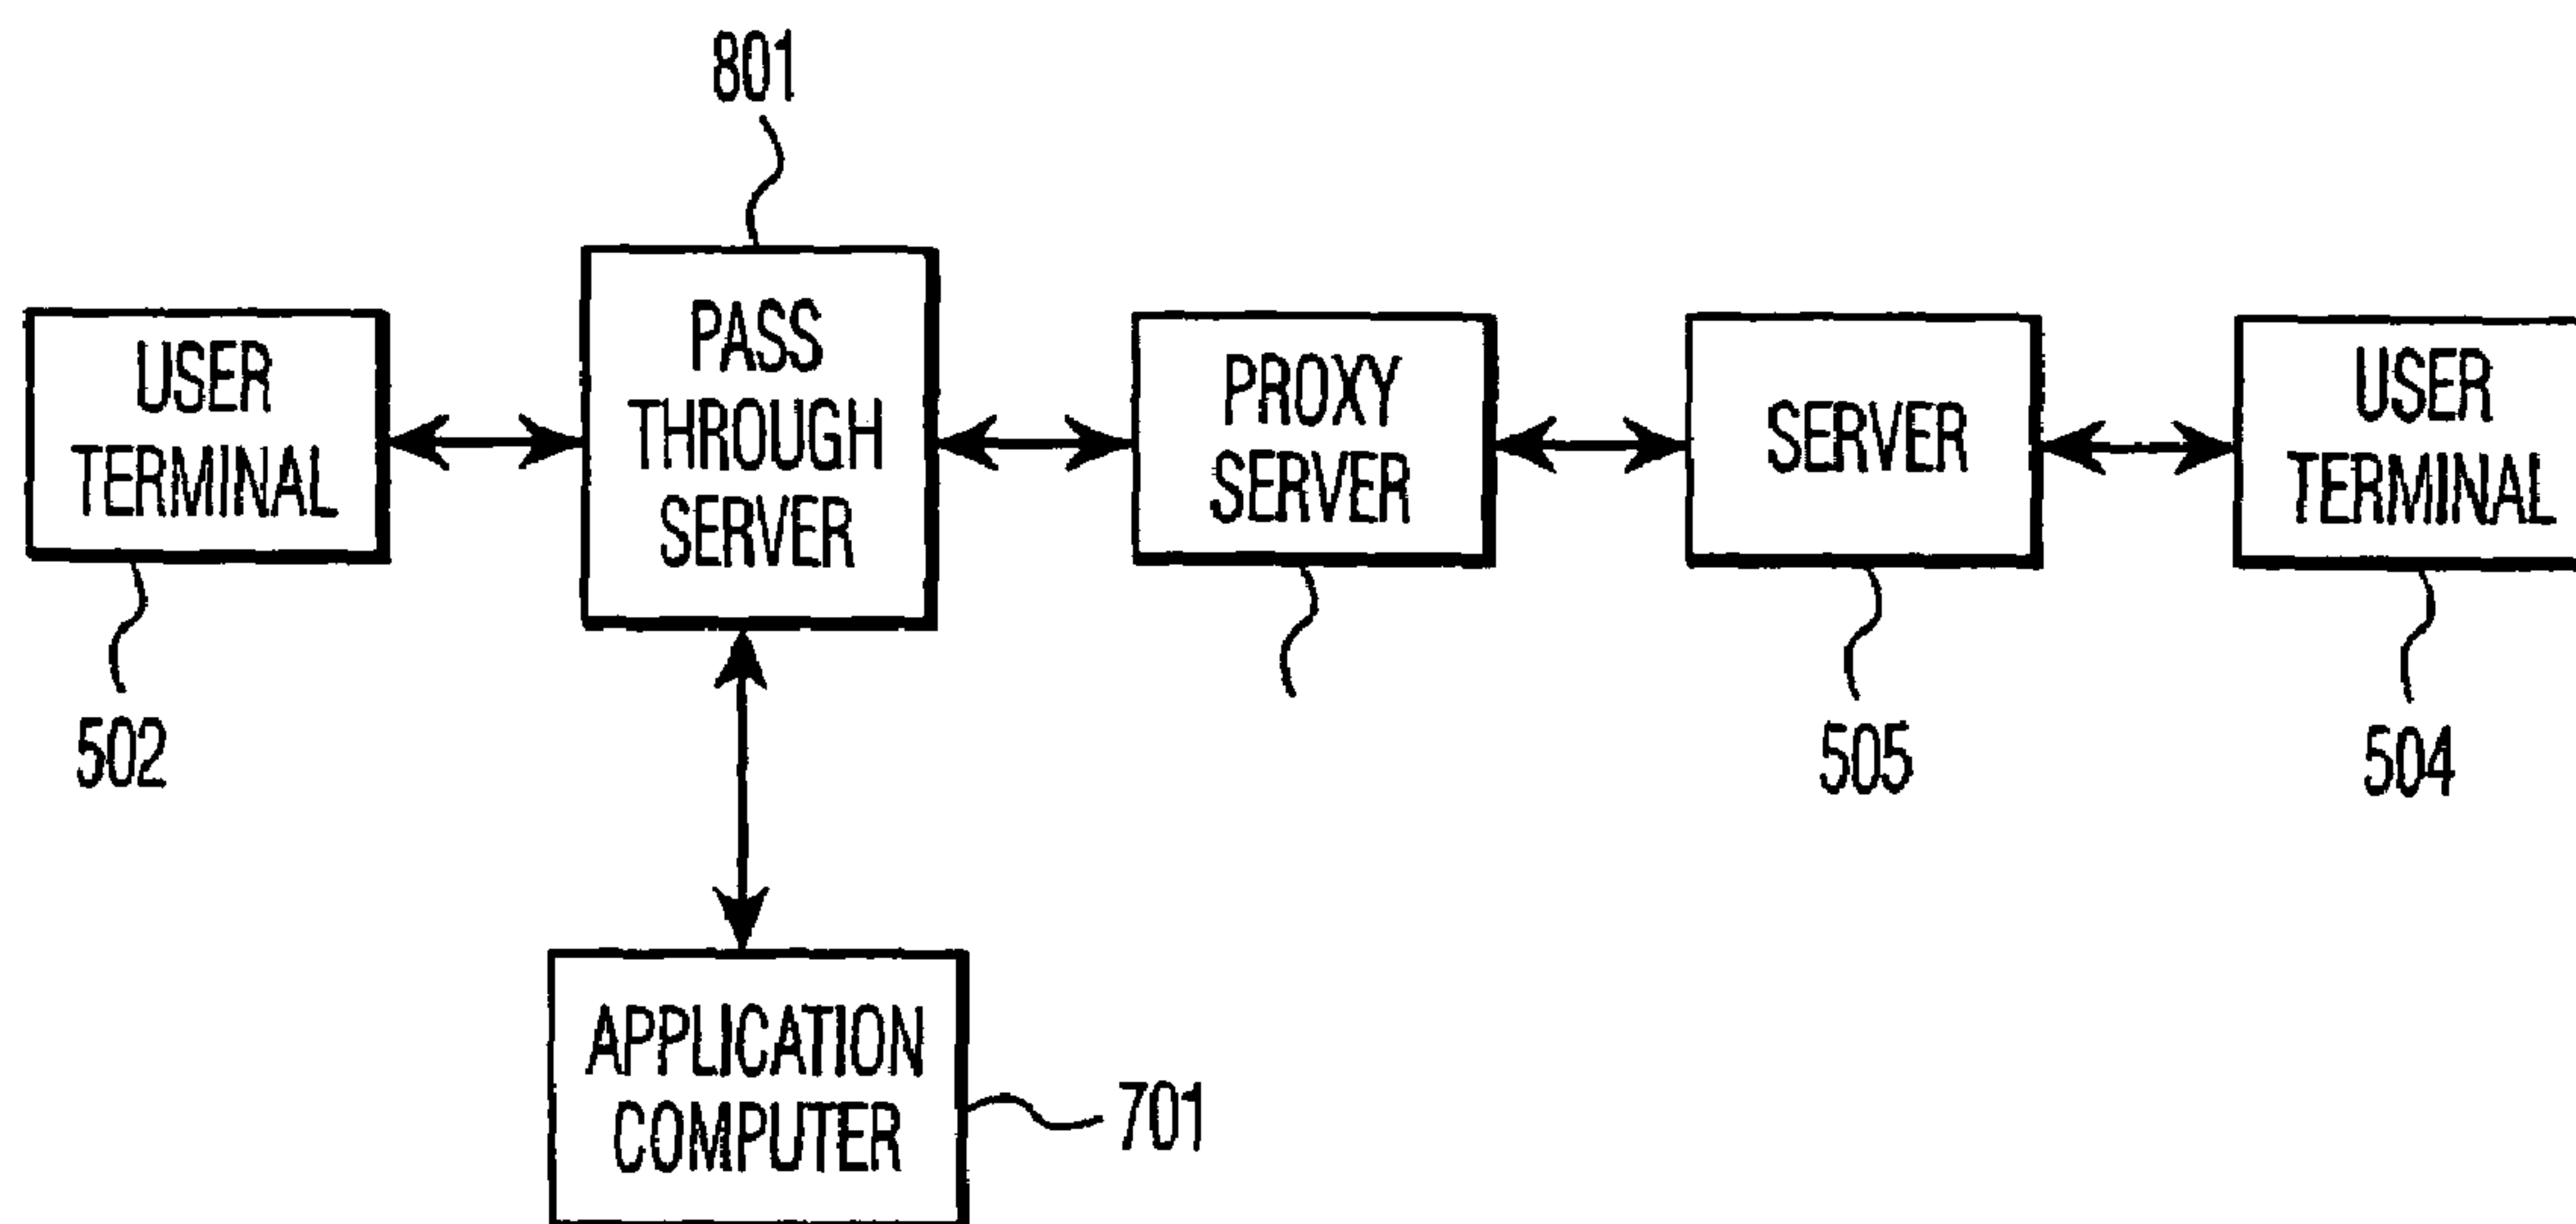 801
USER
TERMINAL
PASS
THROUGH
SERVER
PROXY
SERVER
SERVER
USER
TERMINAL
502
505
504
APPLICATION
COMPUTER
701